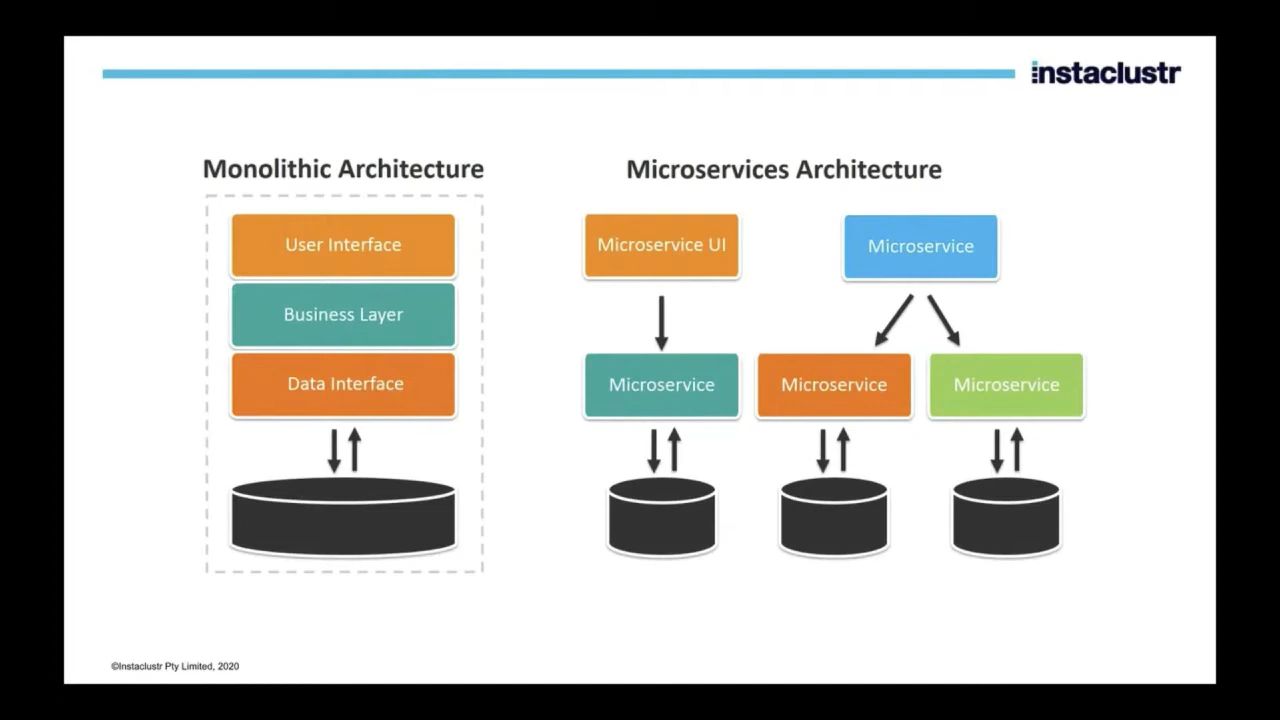 instaclustr
Monolithic Architecture
User Interface
Business Layer
Data Interface
Microservices Architecture
Microservice UI
Microservice
Microservice
Microservice
Microservice
©Instaclustr Pty Limited, 2020